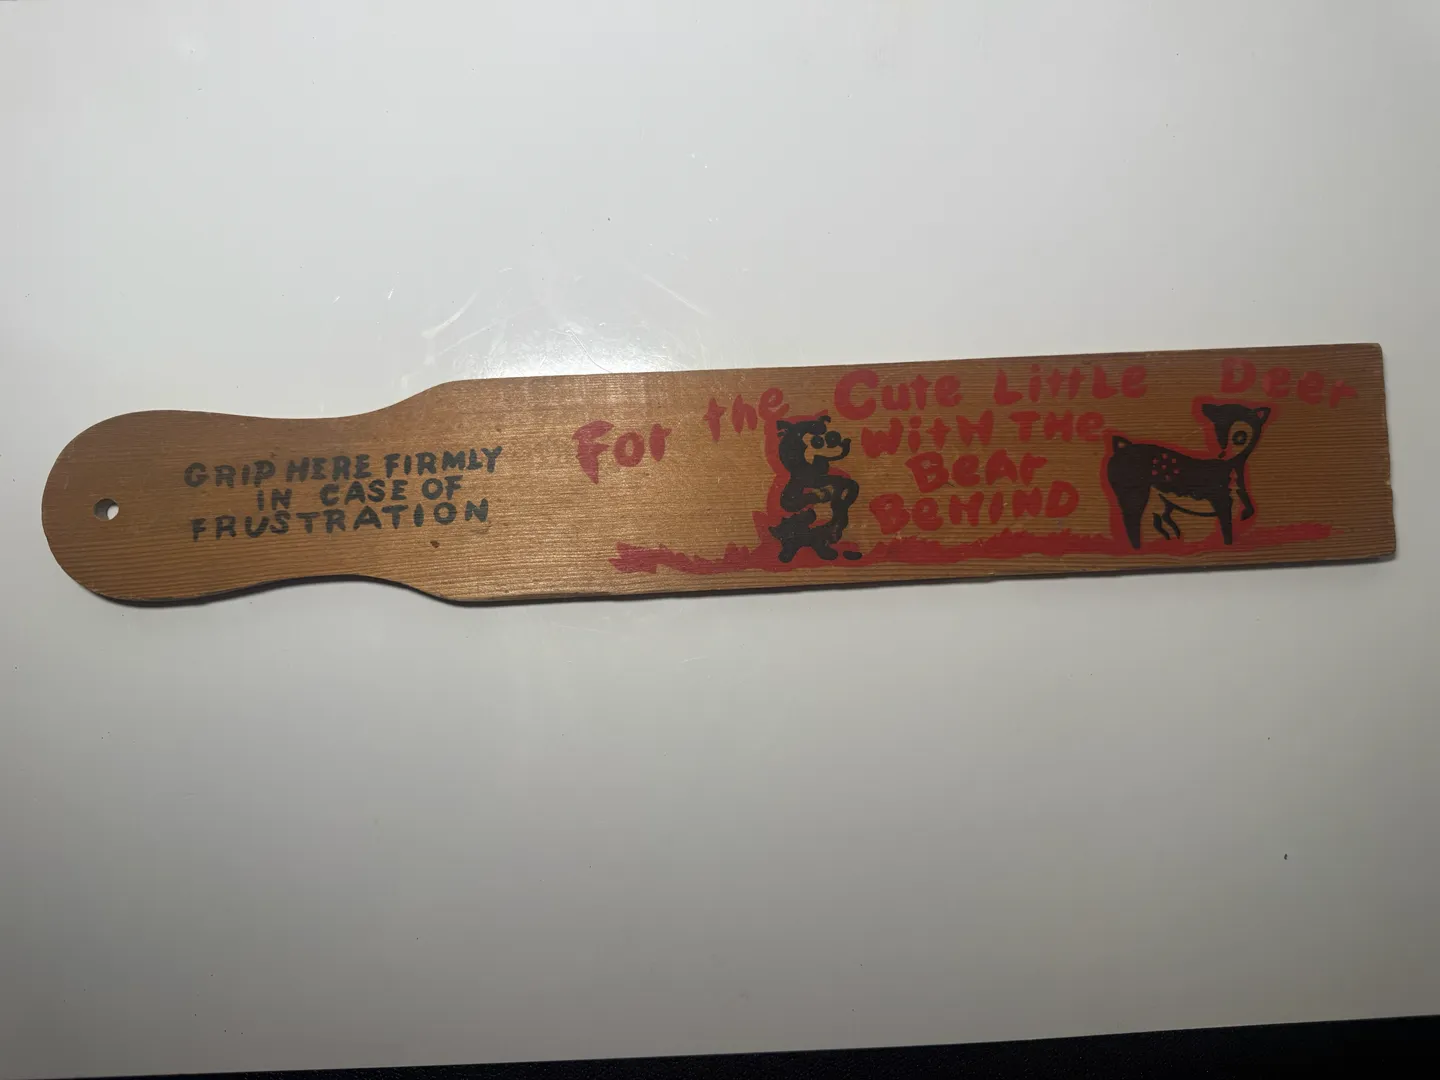 GRIP HERE FIRMLY
IN CASE OF
FRUSTRATION
For the Cute Little Deer
WitH THE
BeAr
BeHIND